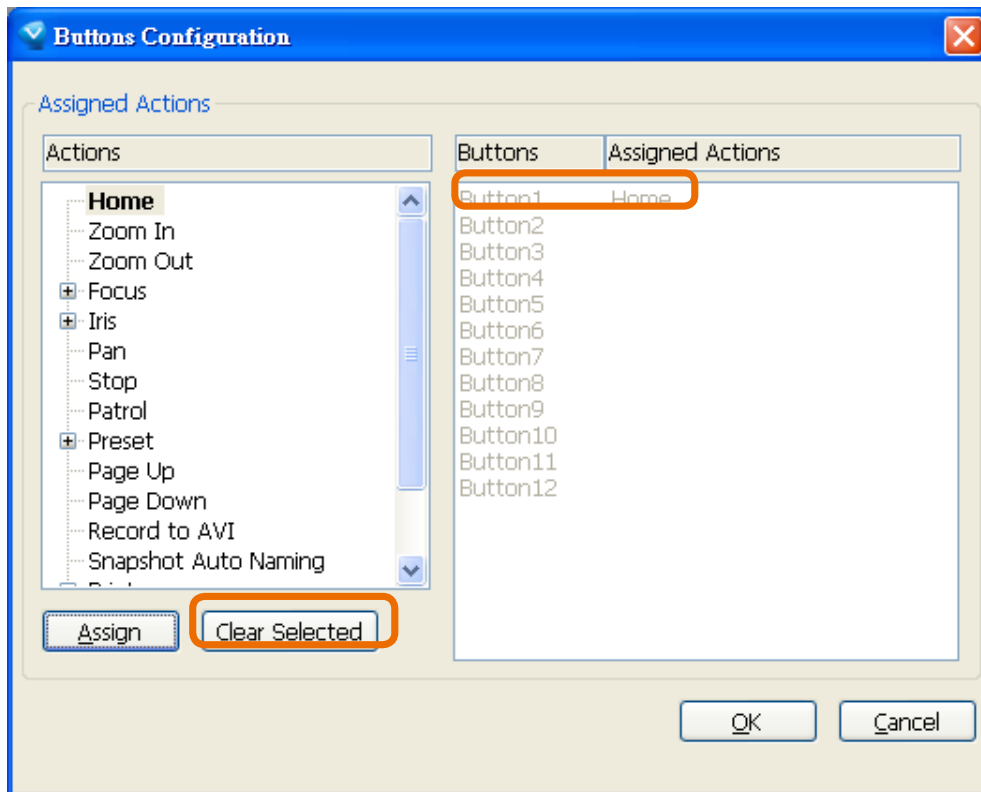 Buttons Configuration
Assigned Actions
Actions
Home
Zoom In
Zoom Out
Focus
Iris
Pan
Stop
Patrol
Preset
Page Up
Page Down
Record to AVI
Snapshot Auto Naming
Assign
Clear Selected
Buttons Assigned Actions
Button1 Home
Button2
Button3
Button4
Button5
Button6
Button7
Button8
Button9
Button10
Button11
Button12
OK
Cancel